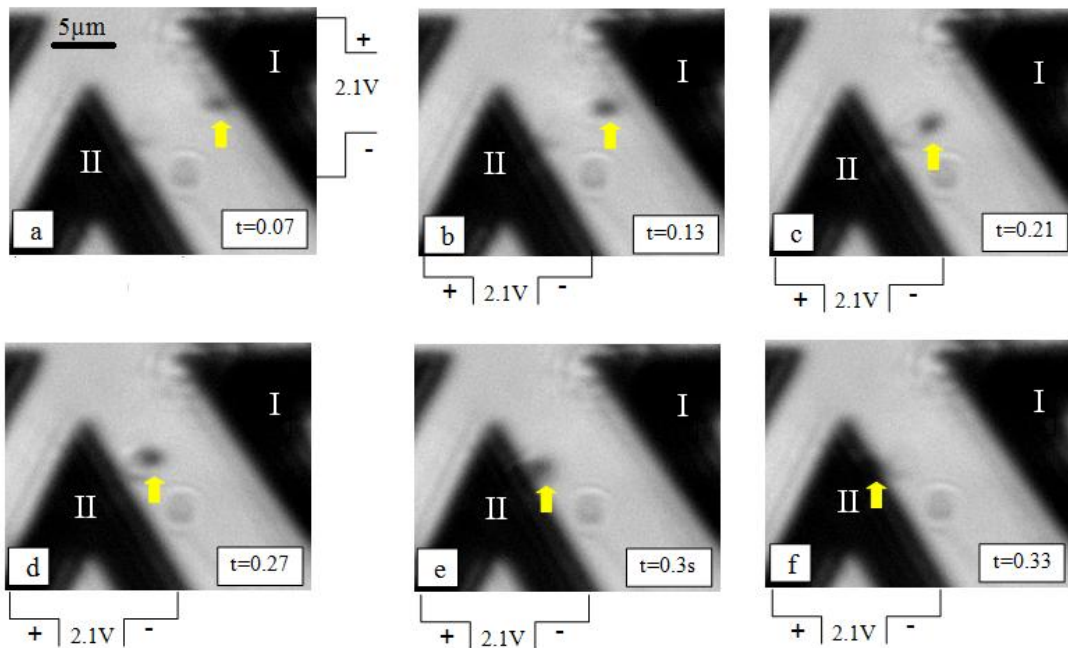 5µm
I
+
2.1V
-
II
a
t=0.07
I
II
b
t=0.13
+ 2.1V -
I
II
c
t=0.21
+ 2.1V -
I
II
d
t=0.27
+ 2.1V -
I
II
e
t=0.3s
+ 2.1V -
I
II
f
t=0.33
+ 2.1V -